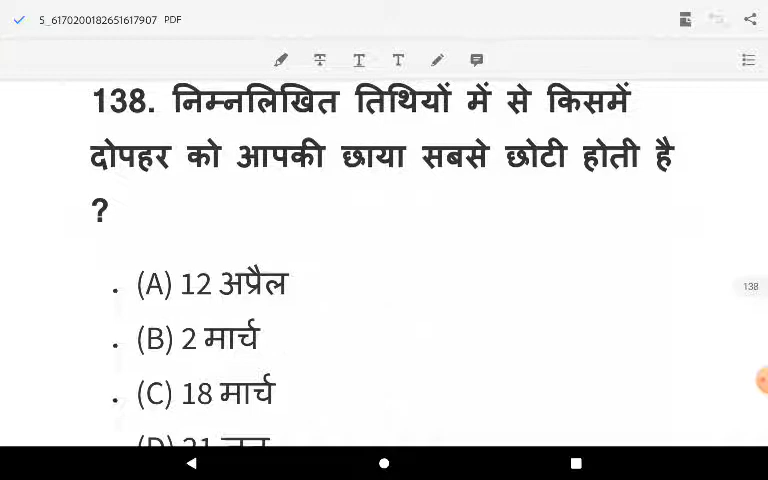 5_6170200182651617907 PDF
138. निम्नलिखित तिथियों में से किसमें
दोपहर को आपकी छाया सबसे छोटी होती है
?
. (A) 12 अप्रैल
138
. (B) 2 मार्च
. (C) 18 मार्च